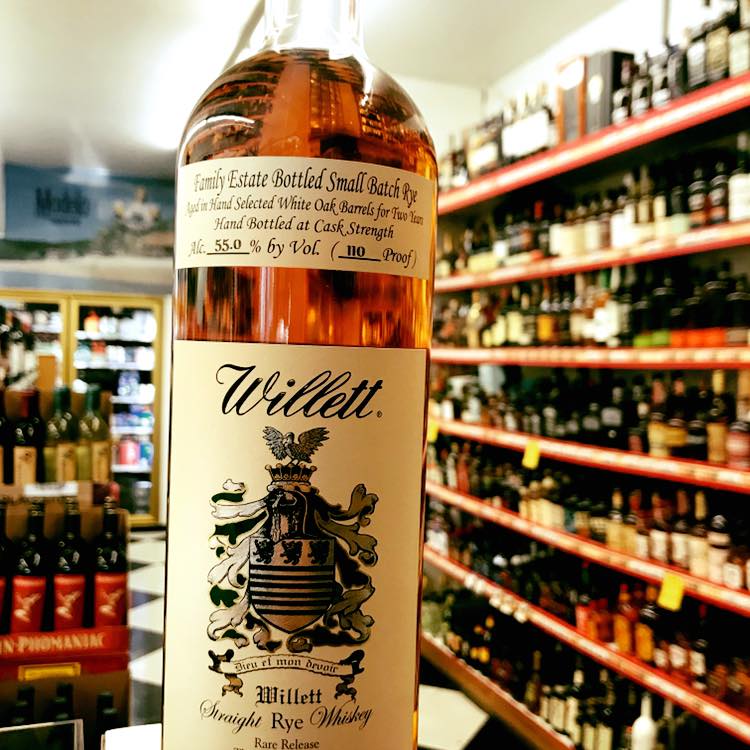 Family Estate Bottled Small Batch Rye
Aged in Hand Selected White Oak Barrels for Two Years
Hand Bottled at Cask Strength
Alc. 55.0 % by Vol. ( 110 Proof )
Willett®
Dieu et mon devoir
Willett
Straight Rye Whiskey
Rare Release
Modelo
N-PHOMANIAC